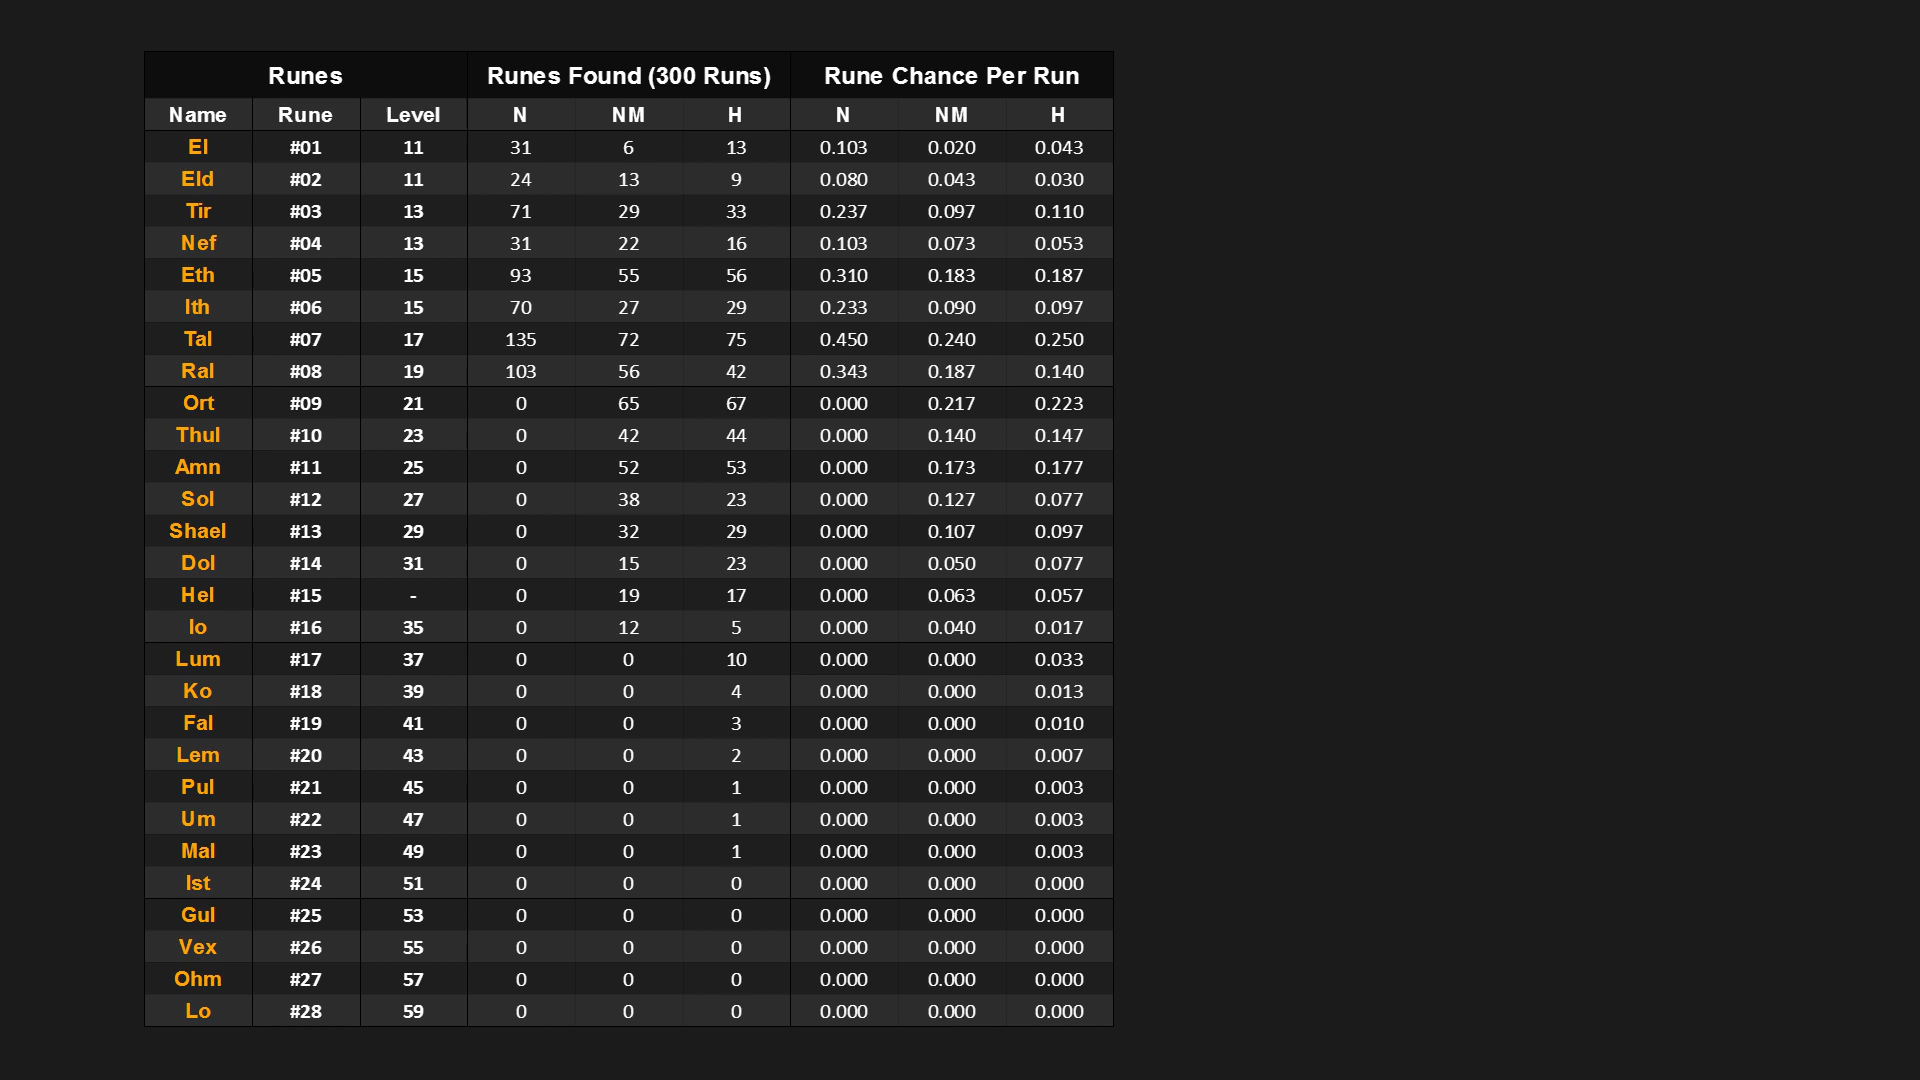 Runes Runes Found (300 Runs) Rune Chance Per Run
Name Rune Level N NM H N NM H
El #01 11 31 6 13 0.103 0.020 0.043
Eld #02 11 24 13 9 0.080 0.043 0.030
Tir #03 13 71 29 33 0.237 0.097 0.110
Nef #04 13 31 22 16 0.103 0.073 0.053
Eth #05 15 93 55 56 0.310 0.183 0.187
Ith #06 15 70 27 29 0.233 0.090 0.097
Tal #07 17 135 72 75 0.450 0.240 0.250
Ral #08 19 103 56 42 0.343 0.187 0.140
Ort #09 21 0 65 67 0.000 0.217 0.223
Thul #10 23 0 42 44 0.000 0.140 0.147
Amn #11 25 0 52 53 0.000 0.173 0.177
Sol #12 27 0 38 23 0.000 0.127 0.077
Shael #13 29 0 32 29 0.000 0.107 0.097
Dol #14 31 0 15 23 0.000 0.050 0.077
Hel #15 - 0 19 17 0.000 0.063 0.057
Io #16 35 0 12 5 0.000 0.040 0.017
Lum #17 37 0 0 10 0.000 0.000 0.033
Ko #18 39 0 0 4 0.000 0.000 0.013
Fal #19 41 0 0 3 0.000 0.000 0.010
Lem #20 43 0 0 2 0.000 0.000 0.007
Pul #21 45 0 0 1 0.000 0.000 0.003
Um #22 47 0 0 1 0.000 0.000 0.003
Mal #23 49 0 0 1 0.000 0.000 0.003
Ist #24 51 0 0 0 0.000 0.000 0.000
Gul #25 53 0 0 0 0.000 0.000 0.000
Vex #26 55 0 0 0 0.000 0.000 0.000
Ohm #27 57 0 0 0 0.000 0.000 0.000
Lo #28 59 0 0 0 0.000 0.000 0.000